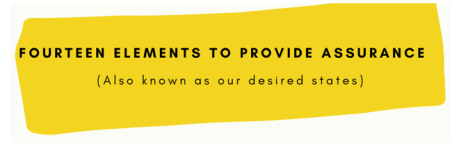 FOURTEEN ELEMENTS TO PROVIDE ASSURANCE
(Also known as our desired states)